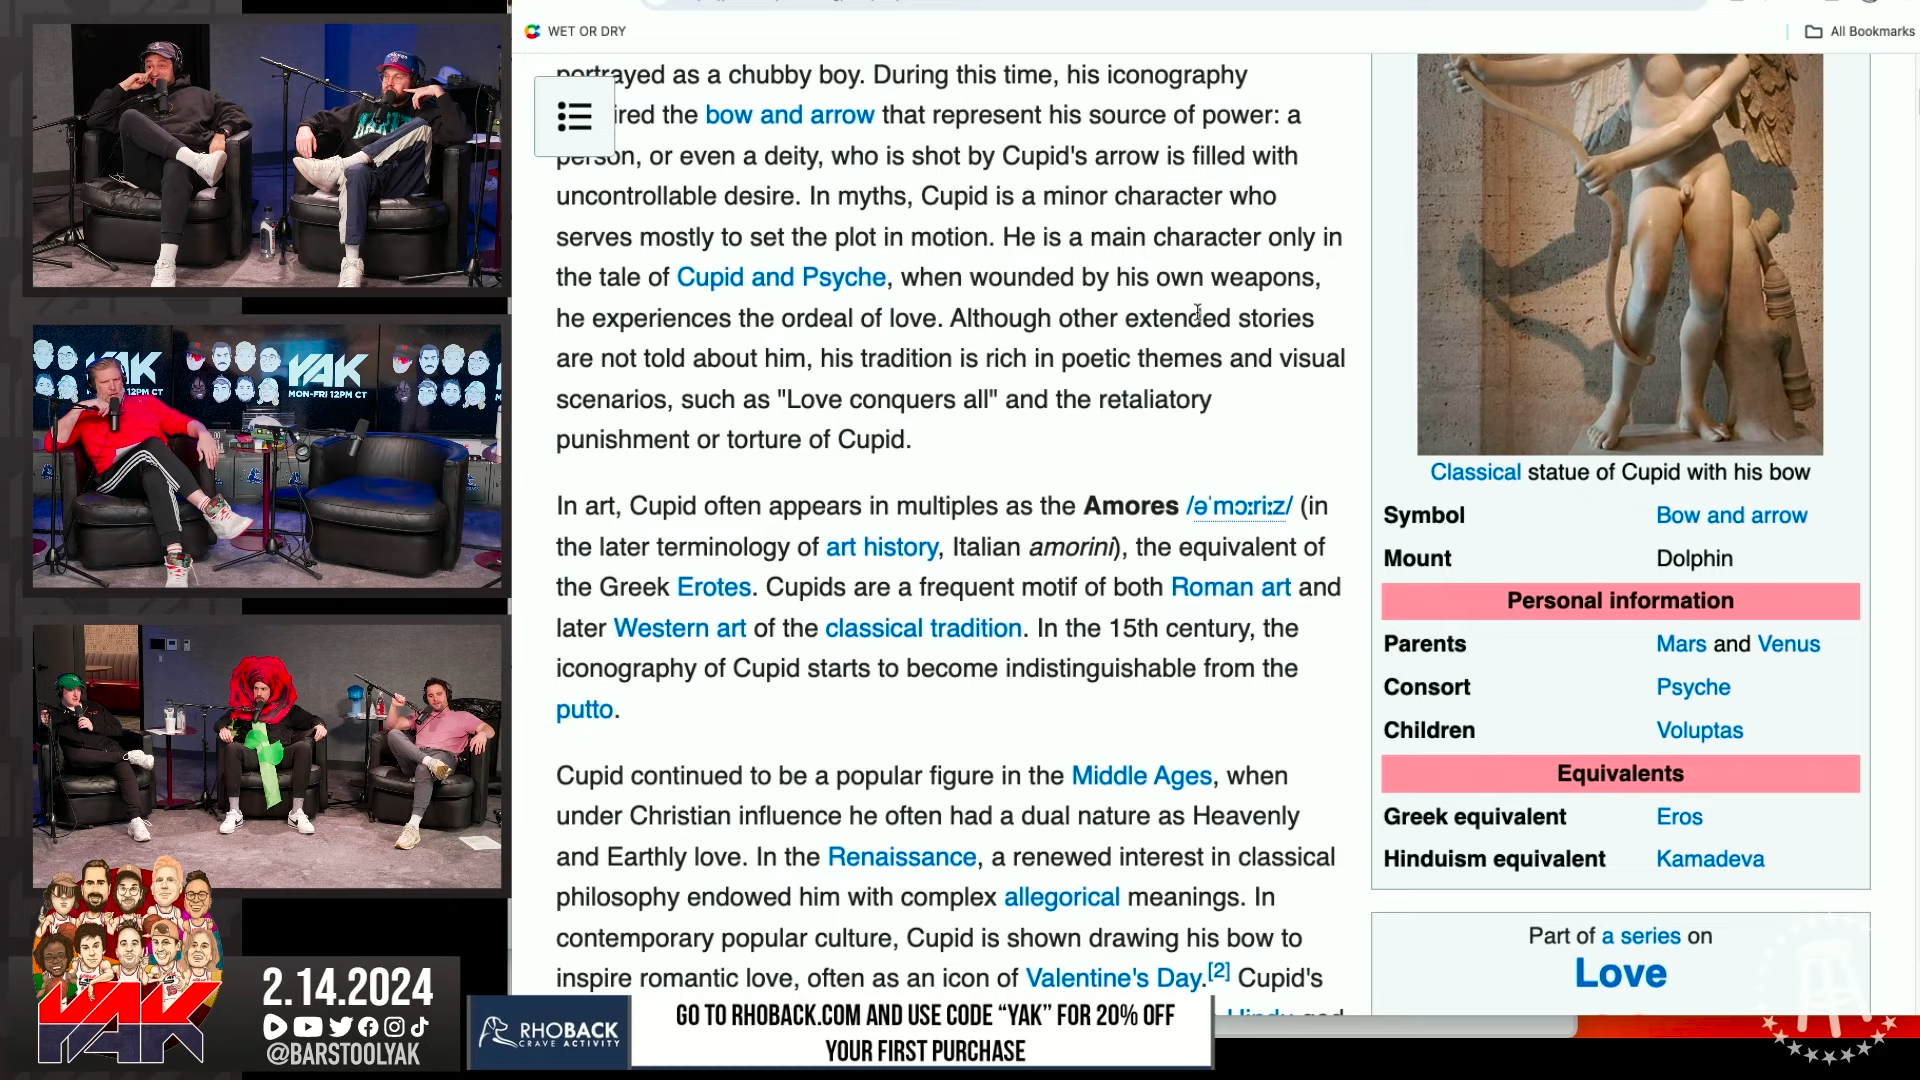 WET OR DRY
All Bookmarks
portrayed as a chubby boy. During this time, his iconography
ired the bow and arrow that represent his source of power: a
person, or even a deity, who is shot by Cupid's arrow is filled with
uncontrollable desire. In myths, Cupid is a minor character who
serves mostly to set the plot in motion. He is a main character only in
the tale of Cupid and Psyche, when wounded by his own weapons,
he experiences the ordeal of love. Although other extended stories
are not told about him, his tradition is rich in poetic themes and visual
scenarios, such as "Love conquers all" and the retaliatory
punishment or torture of Cupid.
In art, Cupid often appears in multiples as the Amores /əˈmɔːriːz/ (in
the later terminology of art history, Italian amorini), the equivalent of
the Greek Erotes. Cupids are a frequent motif of both Roman art and
later Western art of the classical tradition. In the 15th century, the
iconography of Cupid starts to become indistinguishable from the
putto.
Cupid continued to be a popular figure in the Middle Ages, when
under Christian influence he often had a dual nature as Heavenly
and Earthly love. In the Renaissance, a renewed interest in classical
philosophy endowed him with complex allegorical meanings. In
contemporary popular culture, Cupid is shown drawing his bow to
inspire romantic love, often as an icon of Valentine's Day.[2] Cupid's
Classical statue of Cupid with his bow
Symbol Bow and arrow
Mount Dolphin
Personal information
Parents Mars and Venus
Consort Psyche
Children Voluptas
Equivalents
Greek equivalent Eros
Hinduism equivalent Kamadeva
Part of a series on
Love
YAK
12PM CT
YAK
MON-FRI 12PM CT
YAK
2.14.2024
@BARSTOOLYAK
RHOBACK
CRAVE ACTIVITY
GO TO RHOBACK.COM AND USE CODE “YAK” FOR 20% OFF
YOUR FIRST PURCHASE